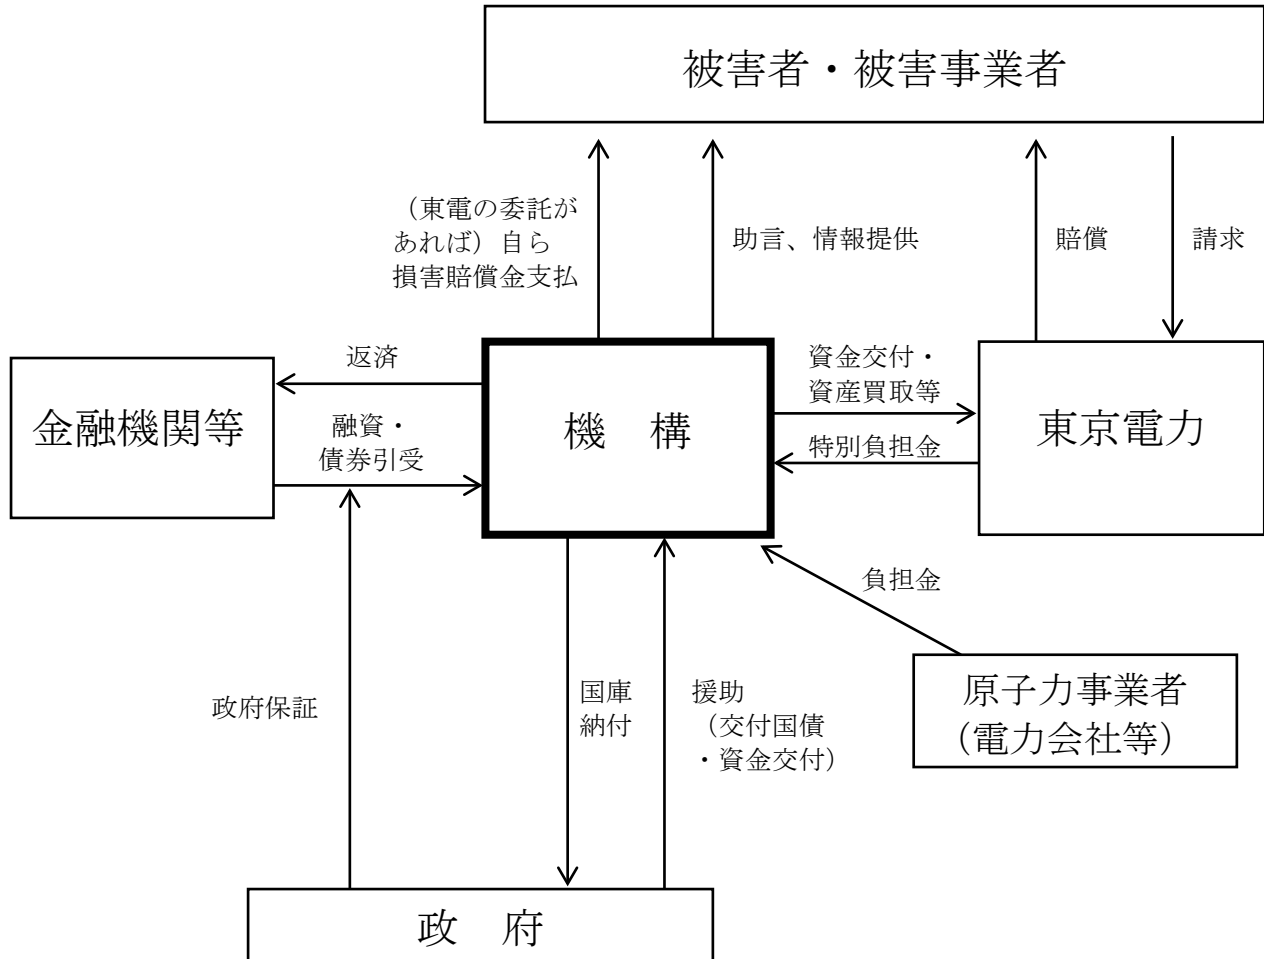 被害者・被害事業者
（東電の委託が
あれば）自ら
損害賠償金支払
助言、情報提供
賠償
請求
返済
融資・
債券引受
金融機関等
機　構
資金交付・
資産買取等
特別負担金
東京電力
負担金
原子力事業者
（電力会社等）
政府保証
国庫
納付
援助
（交付国債
・資金交付）
政　府